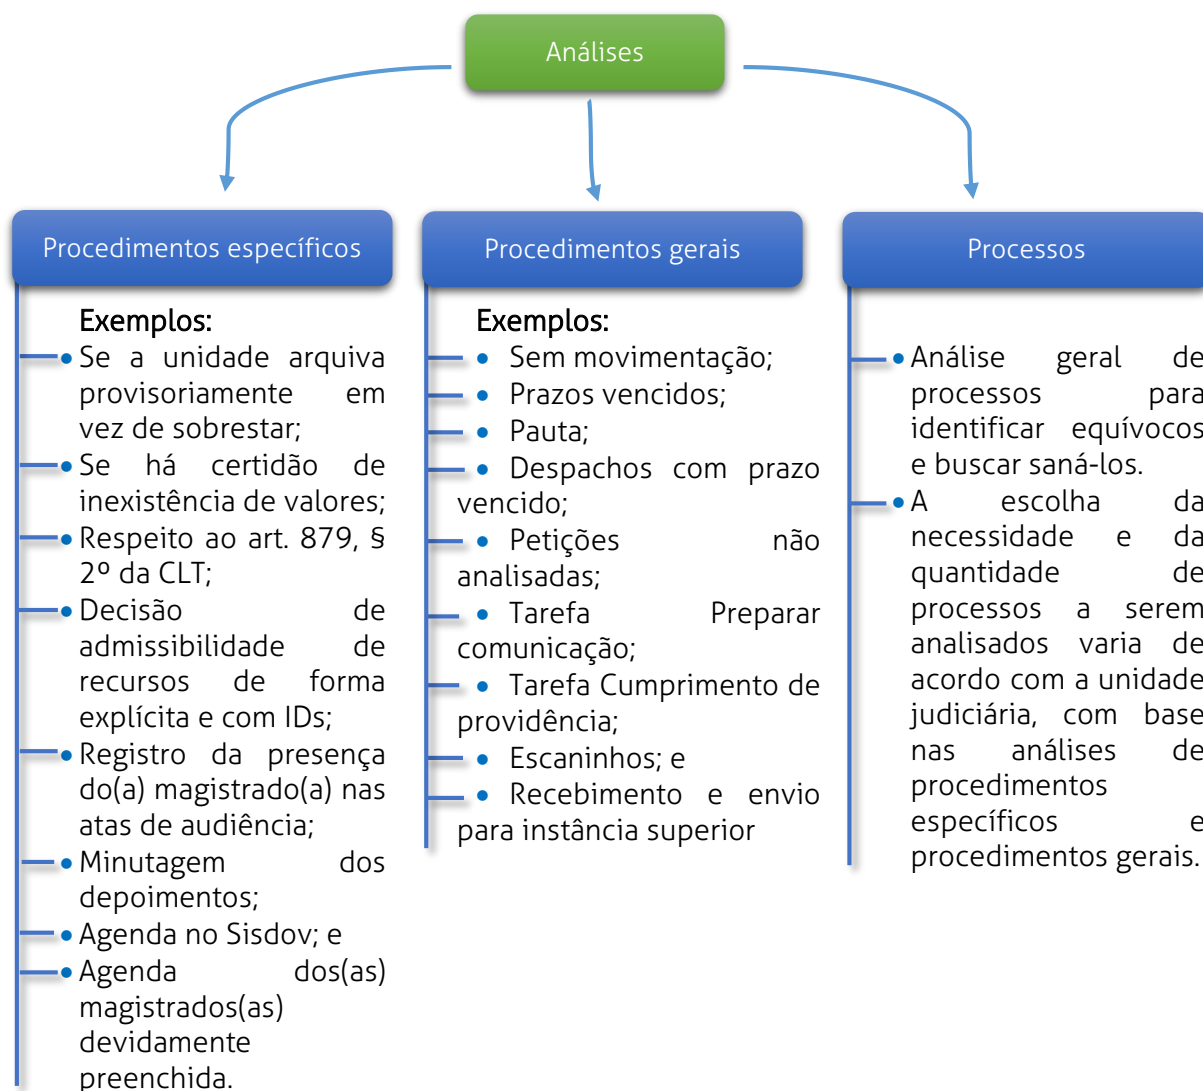 Análises
Procedimentos específicos
Exemplos:
Se a unidade arquiva
provisoriamente em
vez de sobrestar;
Se há certidão de
inexistência de valores;
Respeito ao art. 879, §
2º da CLT;
Decisão de
admissibilidade de
recursos de forma
explícita e com IDs;
Registro da presença
do(a) magistrado(a) nas
atas de audiência;
Minutagem dos
depoimentos;
Agenda no Sisdov; e
Agenda dos(as)
magistrados(as)
devidamente
preenchida.
Procedimentos gerais
Exemplos:
Sem movimentação;
Prazos vencidos;
Pauta;
Despachos com prazo
vencido;
Petições não
analisadas;
Tarefa Preparar
comunicação;
Tarefa Cumprimento de
providência;
Escaninhos; e
Recebimento e envio
para instância superior
Processos
Análise geral de
processos para
identificar equívocos
e buscar saná-los.
A escolha da
necessidade e da
quantidade de
processos a serem
analisados varia de
acordo com a unidade
judiciária, com base
nas análises de
procedimentos
específicos e
procedimentos gerais.